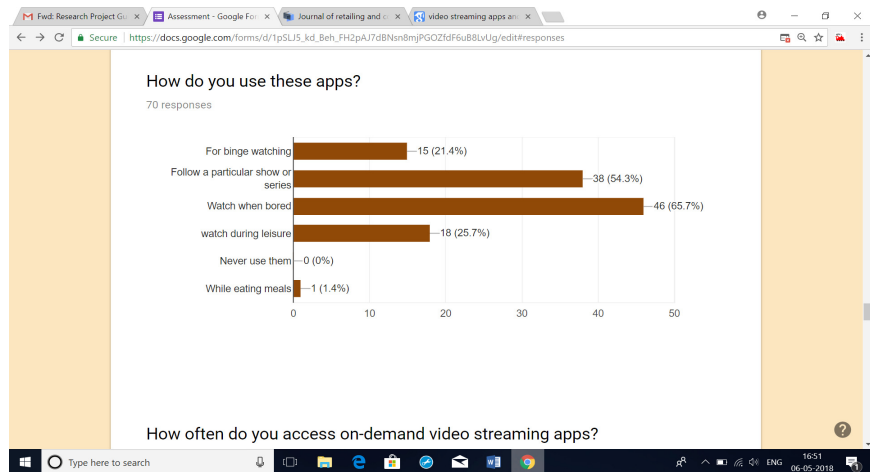 Fwd: Research Project Gu
Assessment - Google For
Journal of retailing and c
video streaming apps an
Secure https://docs.google.com/forms/d/1pSLJ5_kd_Beh_FH2pAJ7dBNsn8mjPGOZfdF6uB8LvUg/edit#responses
How do you use these apps?
70 responses
For binge watching 15 (21.4%)
Follow a particular show or
series 38 (54.3%)
Watch when bored 46 (65.7%)
watch during leisure 18 (25.7%)
Never use them 0 (0%)
While eating meals 1 (1.4%)
0 10 20 30 40 50
How often do you access on-demand video streaming apps?
Type here to search
ENG
16:51
06-05-2018